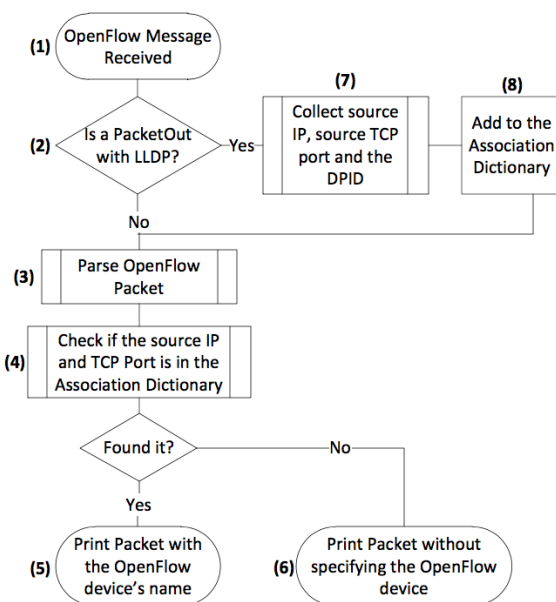 (1)
OpenFlow Message
Received
(2)
Is a PacketOut
with LLDP?
Yes
(7)
Collect source
IP, source TCP
port and the
DPID
(8)
Add to the
Association
Dictionary
No
(3)
Parse OpenFlow
Packet
(4)
Check if the source IP
and TCP Port is in the
Association Dictionary
Found it?
No
Yes
(5)
Print Packet with
the OpenFlow
device's name
(6)
Print Packet without
specifying the OpenFlow
device